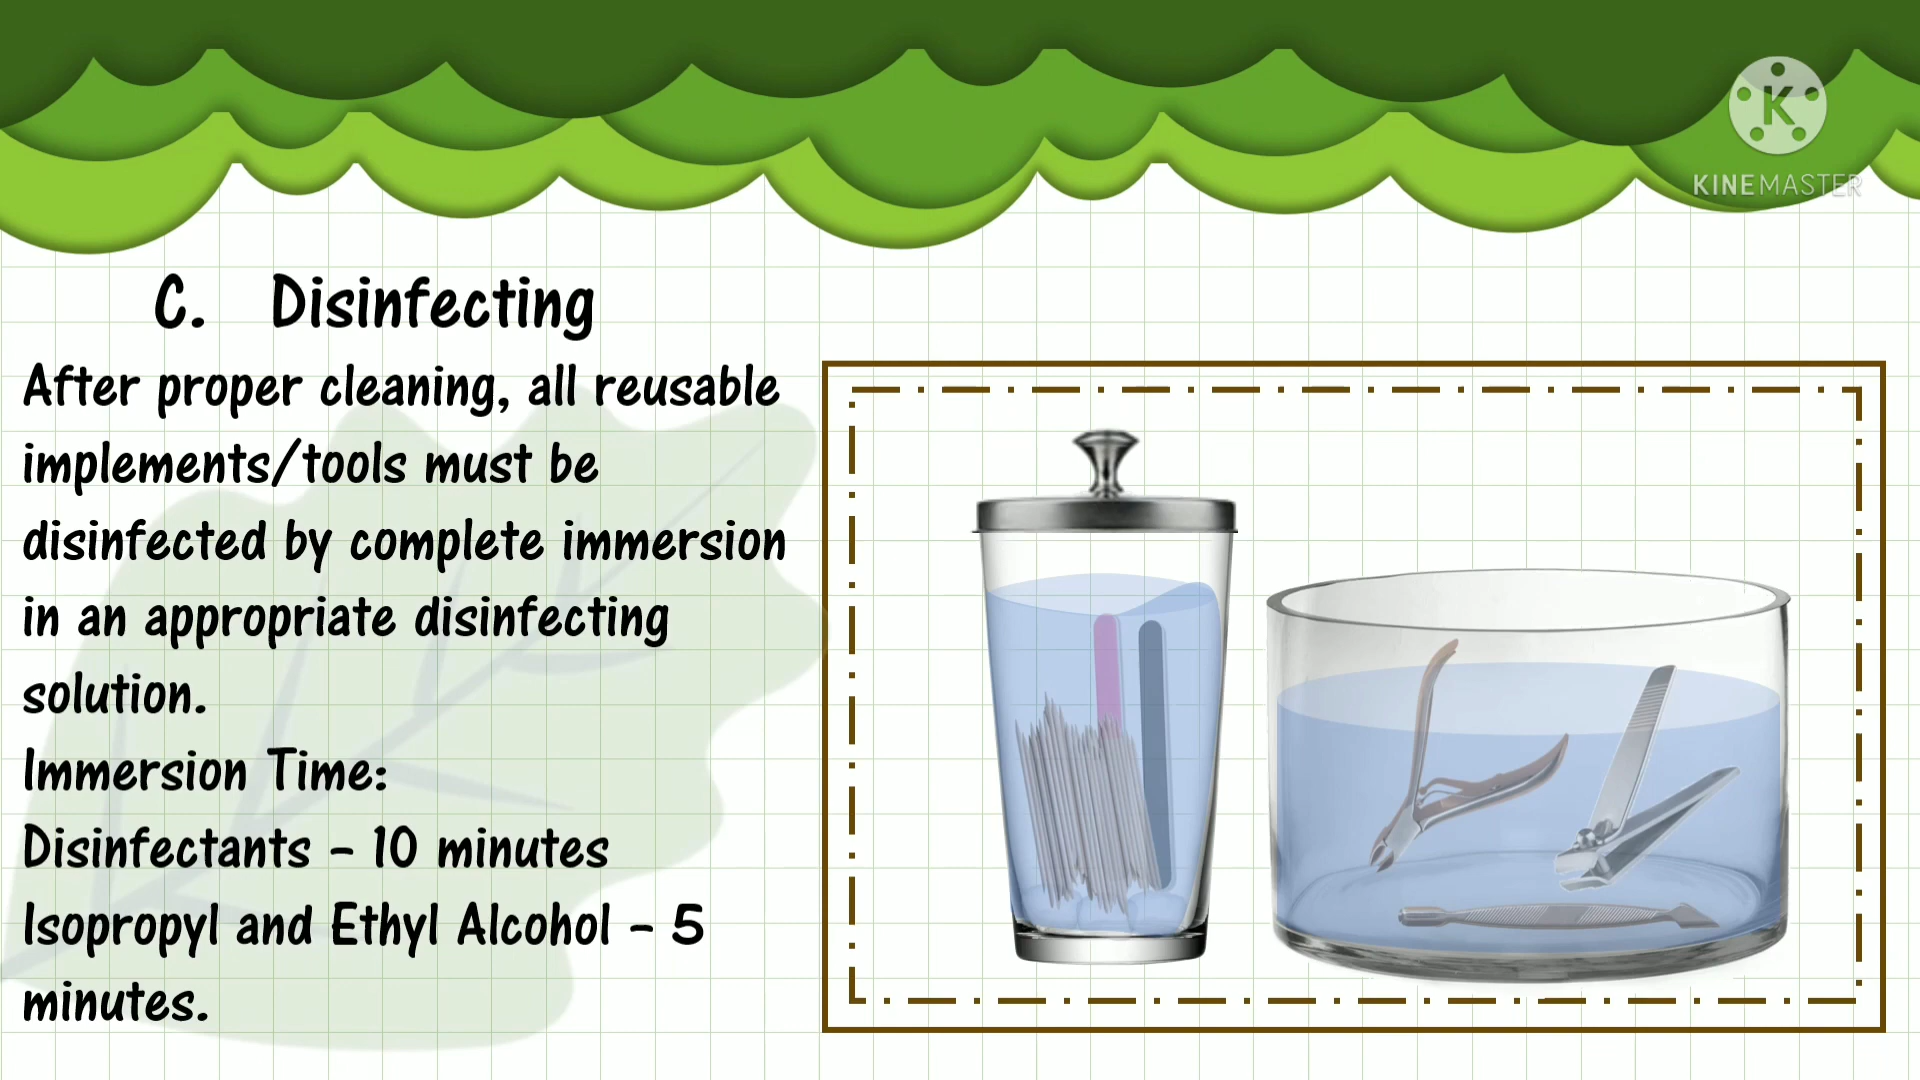 K
KINEMASTER
C. Disinfecting
After proper cleaning, all reusable
implements/tools must be
disinfected by complete immersion
in an appropriate disinfecting
solution.
Immersion Time:
Disinfectants – 10 minutes
Isopropyl and Ethyl Alcohol – 5
minutes.